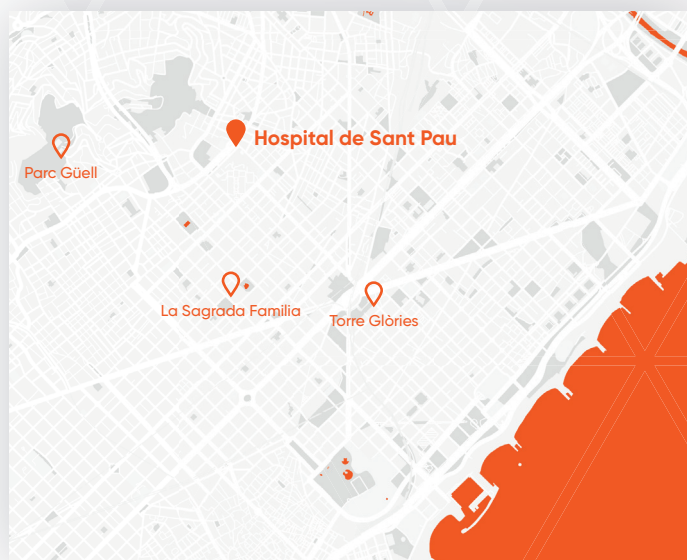 Hospital de Sant Pau
Parc Güell
La Sagrada Familia
Torre Glòries